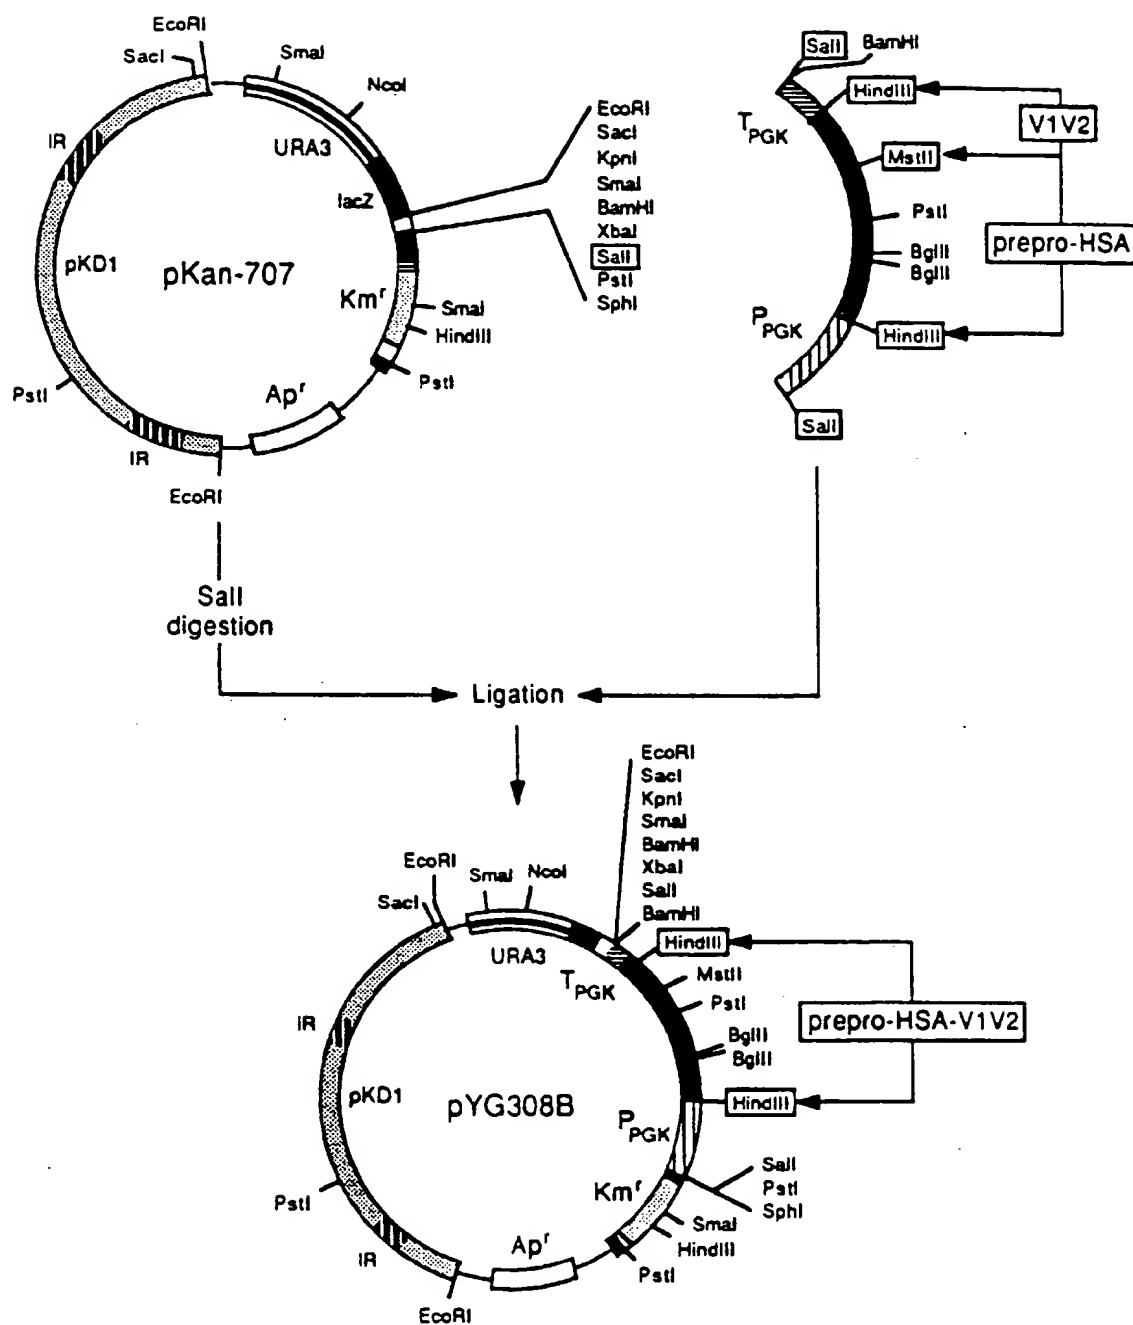 EcoRI
SacI
SmaI
NcoI
IR
URA3
lacZ
pKD1
pKan-707
Km^r
SmaI
HindIII
PstI
PstI
Ap^r
IR
EcoRI
EcoRI
SacI
KpnI
SmaI
BamHI
XbaI
SalI
PstI
SphI
SalI
BamHI
HindIII
T_PGK
V1V2
MstII
PstI
prepro-HSA
BglII
BglII
P_PGK
HindIII
SalI
SalI
digestion
Ligation
EcoRI
SacI
KpnI
SmaI
BamHI
XbaI
SalI
BamHI
EcoRI
SacI
SmaI
NcoI
URA3
T_PGK
HindIII
MstII
PstI
prepro-HSA-V1V2
BglII
BglII
IR
pKD1
pYG308B
HindIII
P_PGK
SalI
PstI
SphI
Km^r
SmaI
HindIII
PstI
PstI
IR
Ap^r
EcoRI